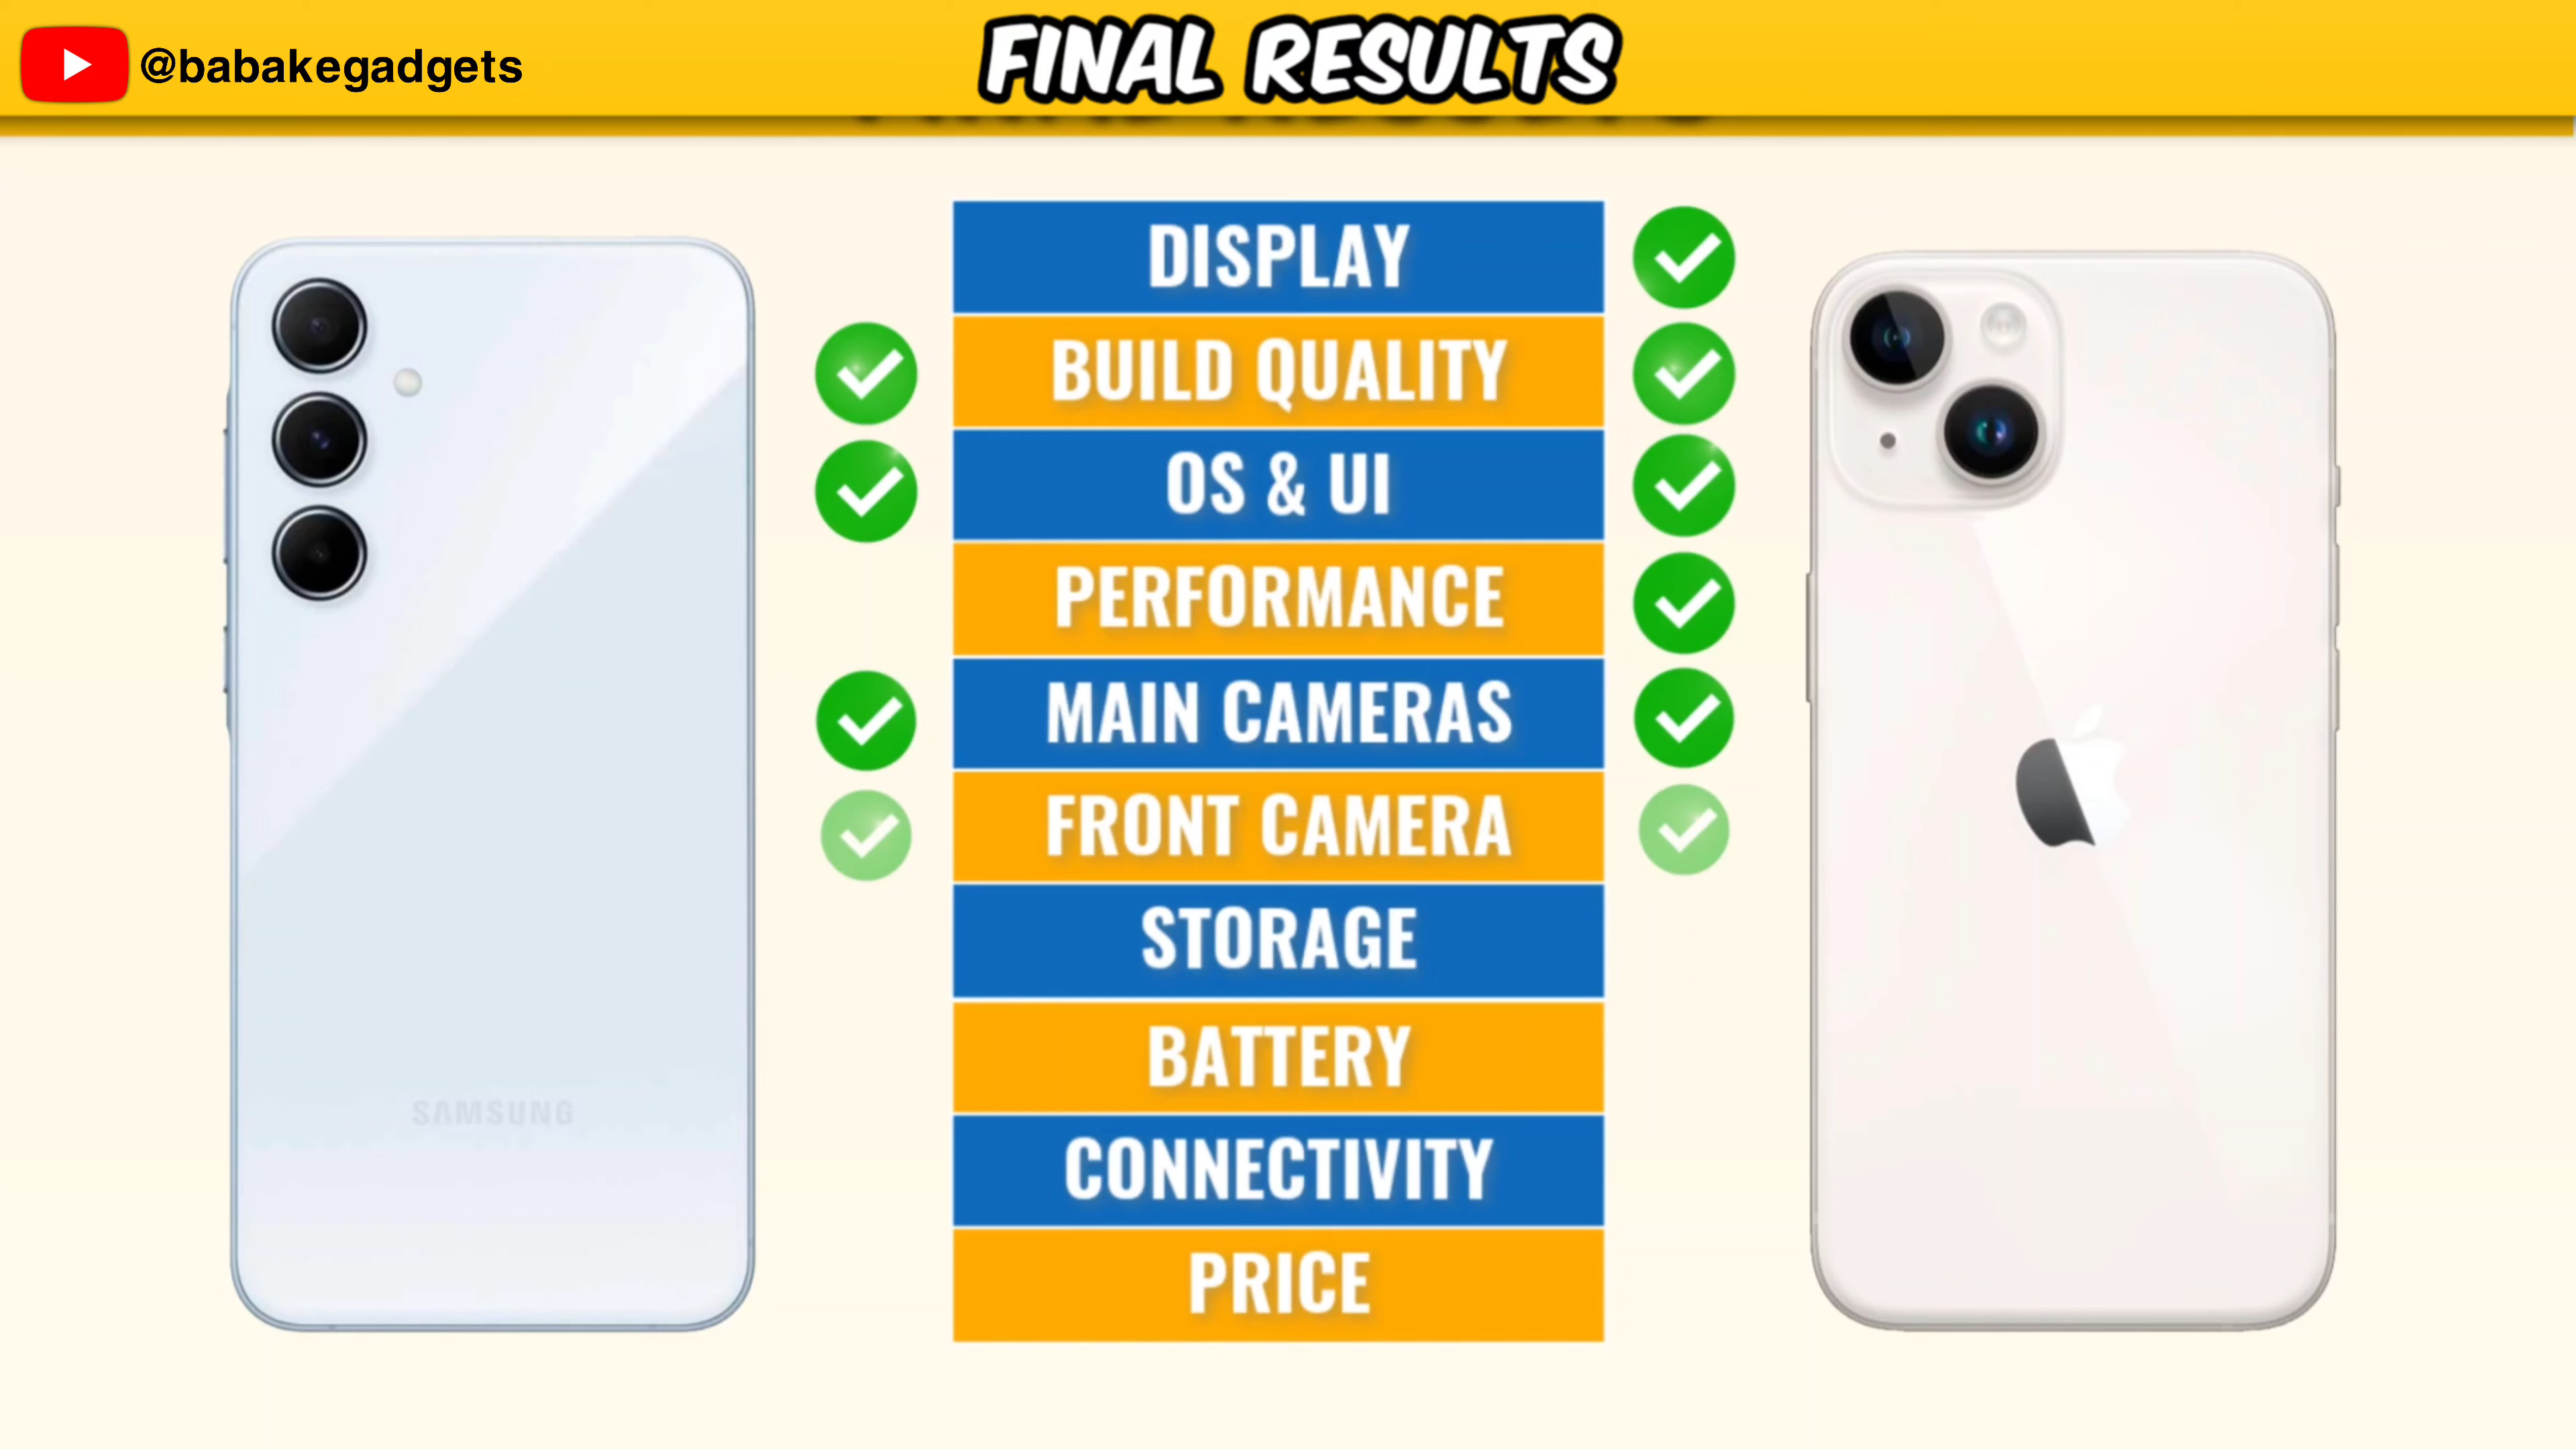 @babakegadgets
FINAL RESULTS
DISPLAY
BUILD QUALITY
OS & UI
PERFORMANCE
MAIN CAMERAS
FRONT CAMERA
STORAGE
BATTERY
CONNECTIVITY
PRICE
SAMSUNG